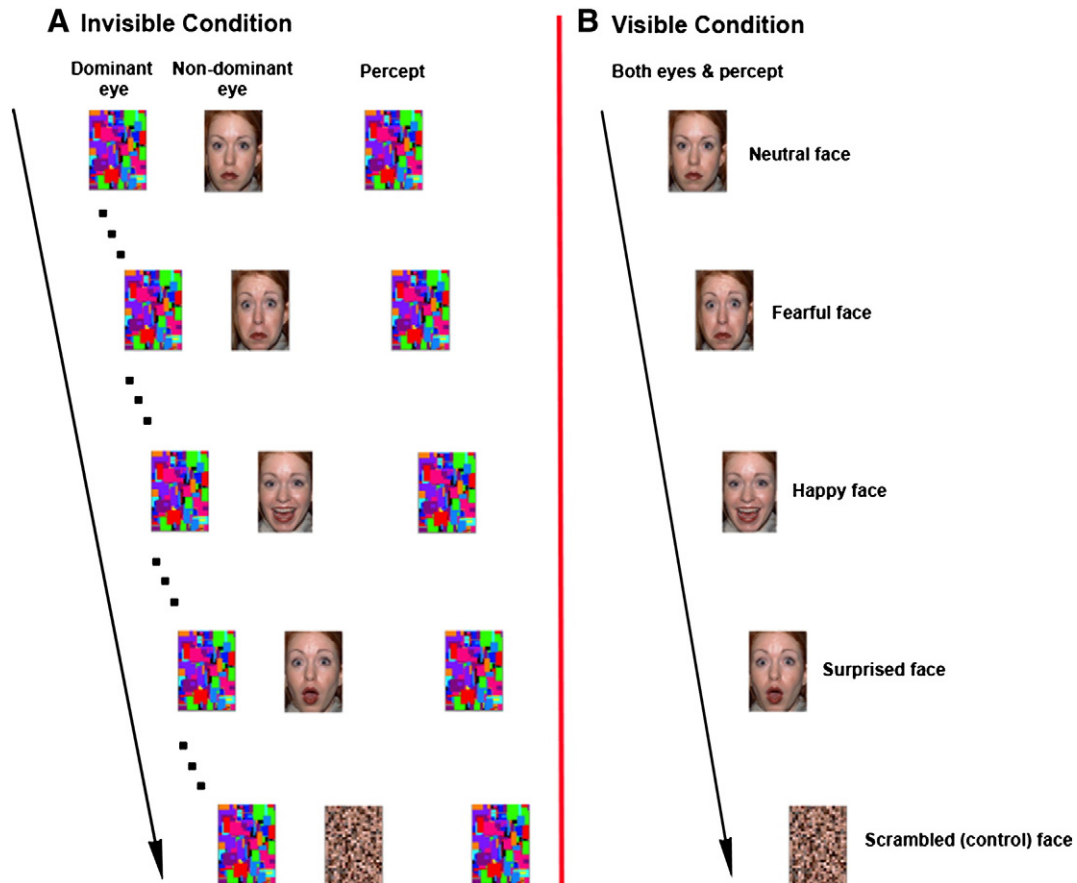 A Invisible Condition
Dominant eye
Non-dominant eye
Percept
B Visible Condition
Both eyes & percept
Neutral face
Fearful face
Happy face
Surprised face
Scrambled (control) face